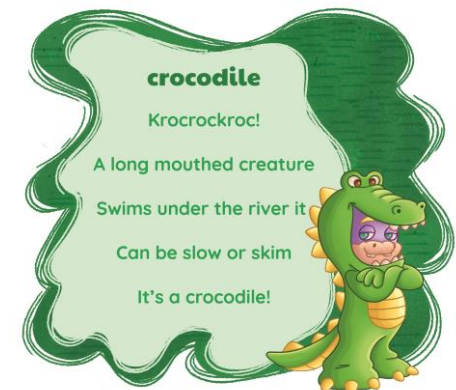 crocodile
Krocrockroc!
A long mouthed creature
Swims under the river it
Can be slow or skim
It's a crocodile!